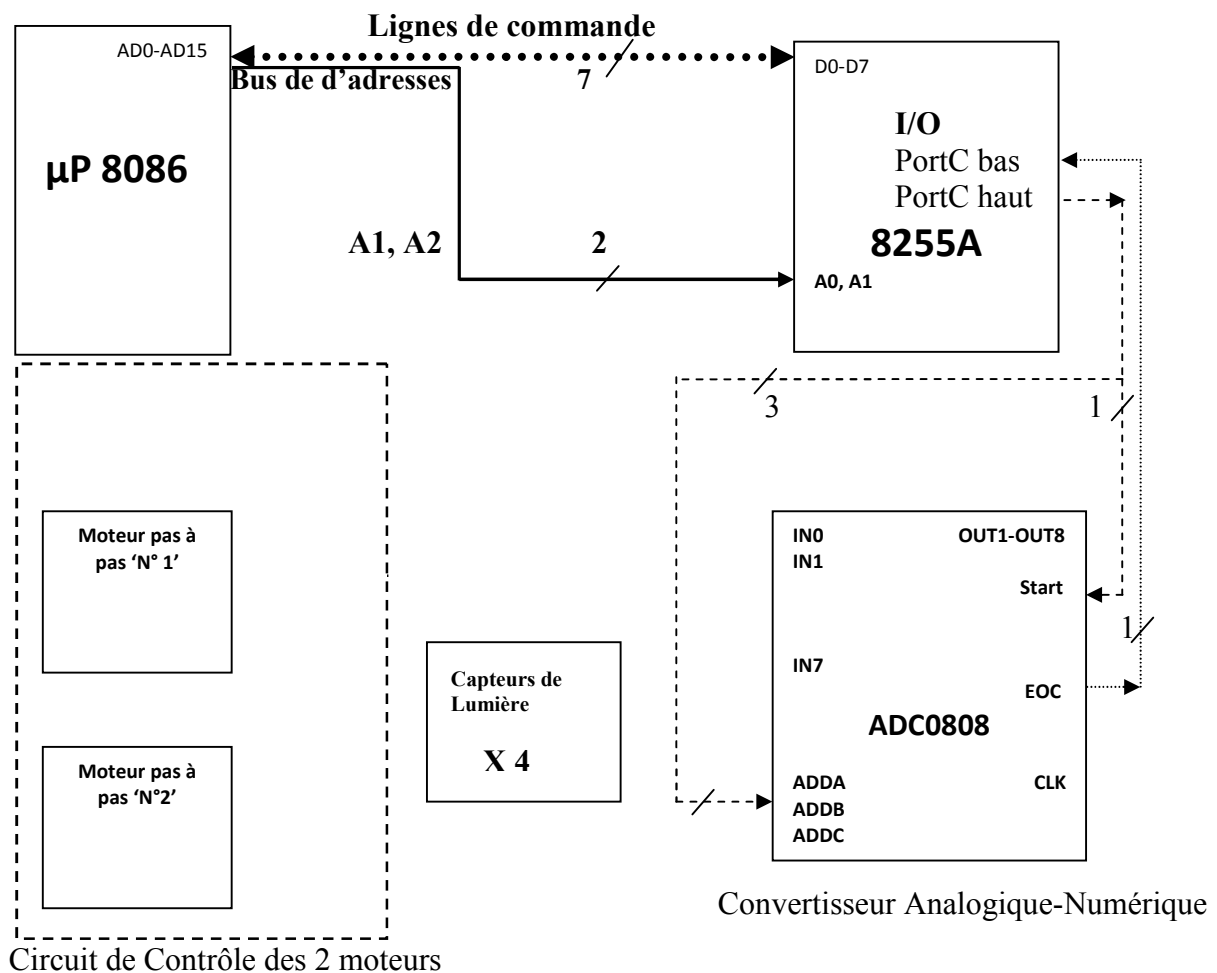 Lignes de commande
AD0-AD15
Bus de d'adresses
7
D0-D7
µP 8086
I/O
PortC bas
PortC haut
8255A
A1, A2
2
A0, A1
3
1
Moteur pas à
pas ‘N° 1’
Moteur pas à
pas ‘N°2’
Capteurs de
Lumière
X 4
IN0
IN1
IN7
OUT1-OUT8
Start
1
EOC
ADC0808
ADDA
ADDB
ADDC
CLK
Convertisseur Analogique-Numérique
Circuit de Contrôle des 2 moteurs